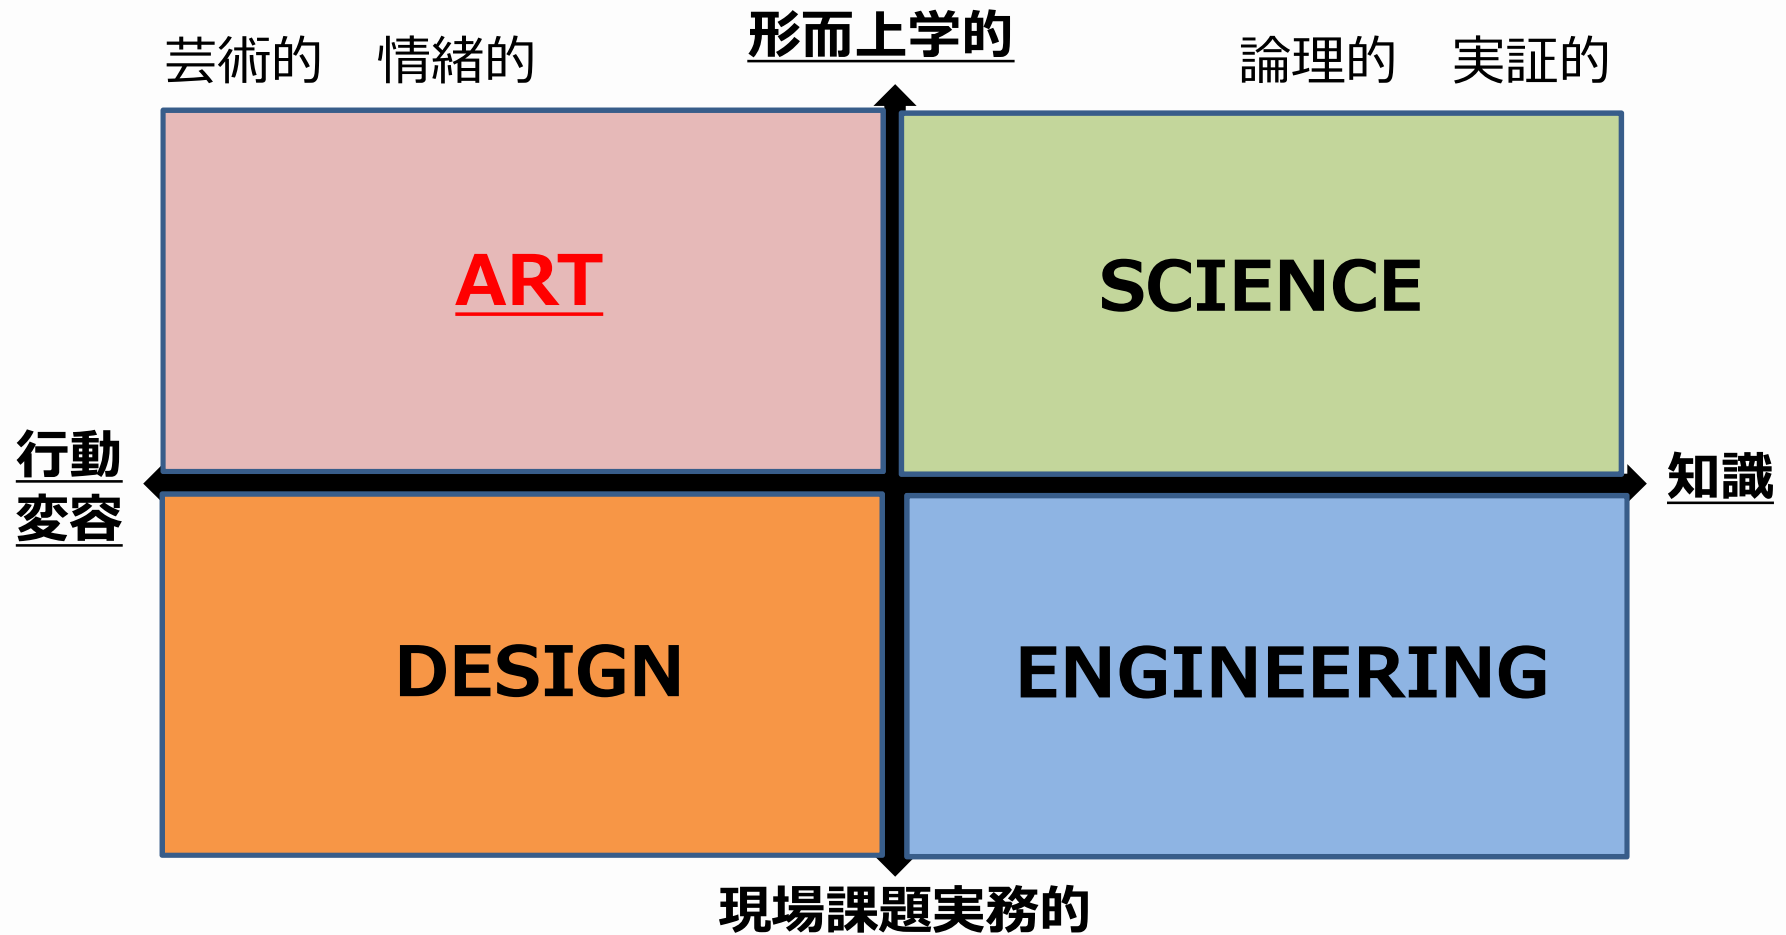 形而上学的
芸術的 情緒的
論理的 実証的
ART
SCIENCE
行動
変容
知識
DESIGN
ENGINEERING
現場課題実務的